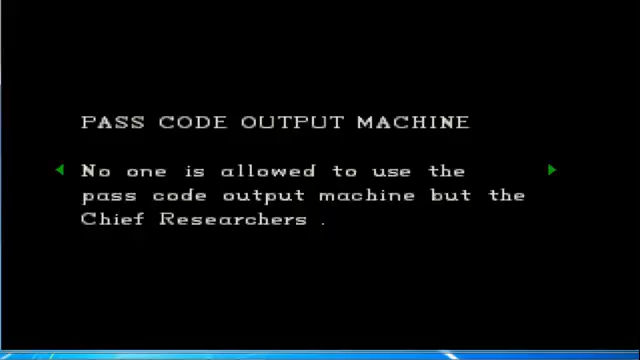 PASS CODE OUTPUT MACHINE
No one is allowed to use the
pass code output machine but the
Chief Researchers .